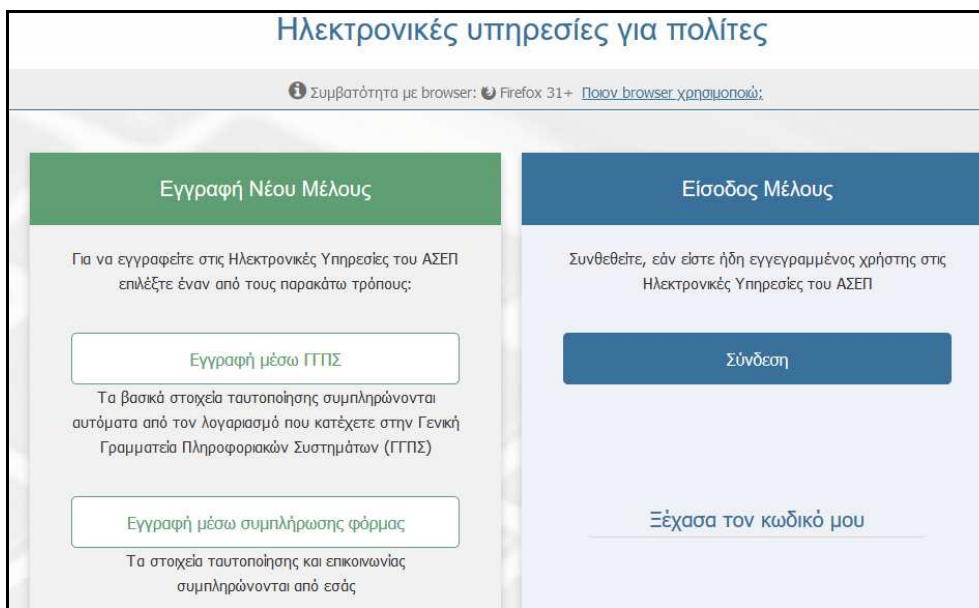 Ηλεκτρονικές υπηρεσίες για πολίτες
Συμβατότητα με browser: Firefox 31+ Ποιον browser χρησιμοποιώ;
Εγγραφή Νέου Μέλους
Για να εγγραφείτε στις Ηλεκτρονικές Υπηρεσίες του ΑΣΕΠ
επιλέξτε έναν από τους παρακάτω τρόπους:
Εγγραφή μέσω ΓΓΠΣ
Τα βασικά στοιχεία ταυτοποίησης συμπληρώνονται
αυτόματα από τον λογαριασμό που κατέχετε στην Γενική
Γραμματεία Πληροφοριακών Συστημάτων (ΓΓΠΣ)
Εγγραφή μέσω συμπλήρωσης φόρμας
Τα στοιχεία ταυτοποίησης και επικοινωνίας
συμπληρώνονται από εσάς
Είσοδος Μέλους
Συνθεθείτε, εάν είστε ήδη εγγεγραμμένος χρήστης στις
Ηλεκτρονικές Υπηρεσίες του ΑΣΕΠ
Σύνδεση
Ξέχασα τον κωδικό μου